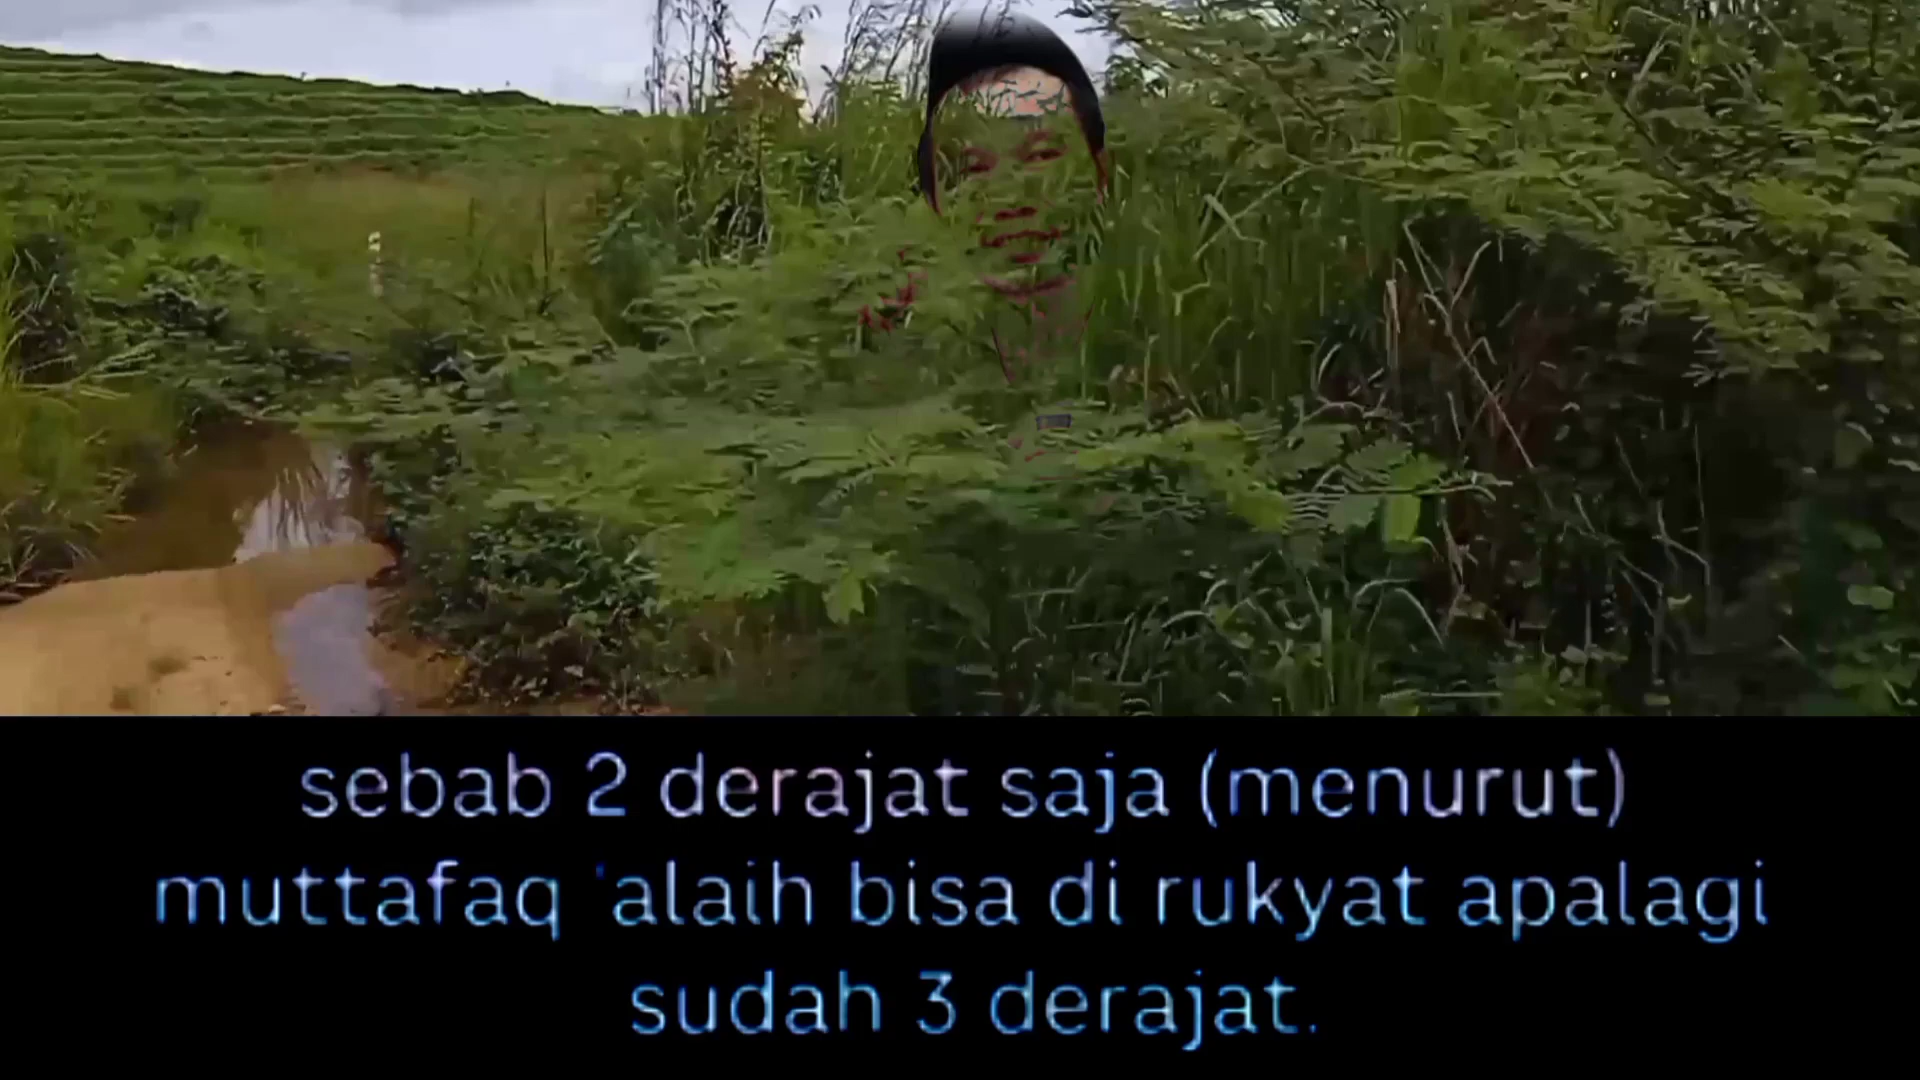 sebab 2 derajat saja (menurut)
muttafaq 'alaih bisa di rukyat apalagi
sudah 3 derajat.